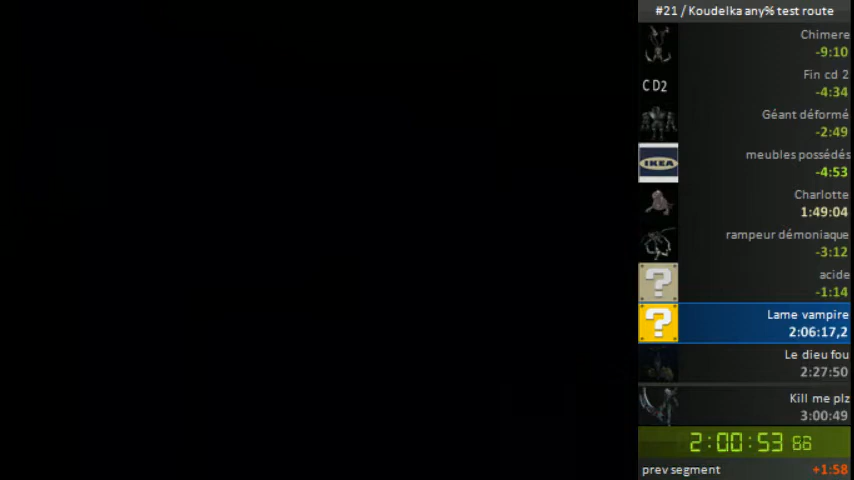 #21 / Koudelka any% test route
Chimere
-9:10
CD2
Fin cd 2
-4:34
Géant déformé
-2:49
IKEA
meubles possédés
-4:53
Charlotte
1:49:04
rampeur démoniaque
-3:12
?
acide
-1:14
?
Lame vampire
2:06:17,2
Le dieu fou
2:27:50
Kill me plz
3:00:49
2:00:53 66
prev segment +1:58